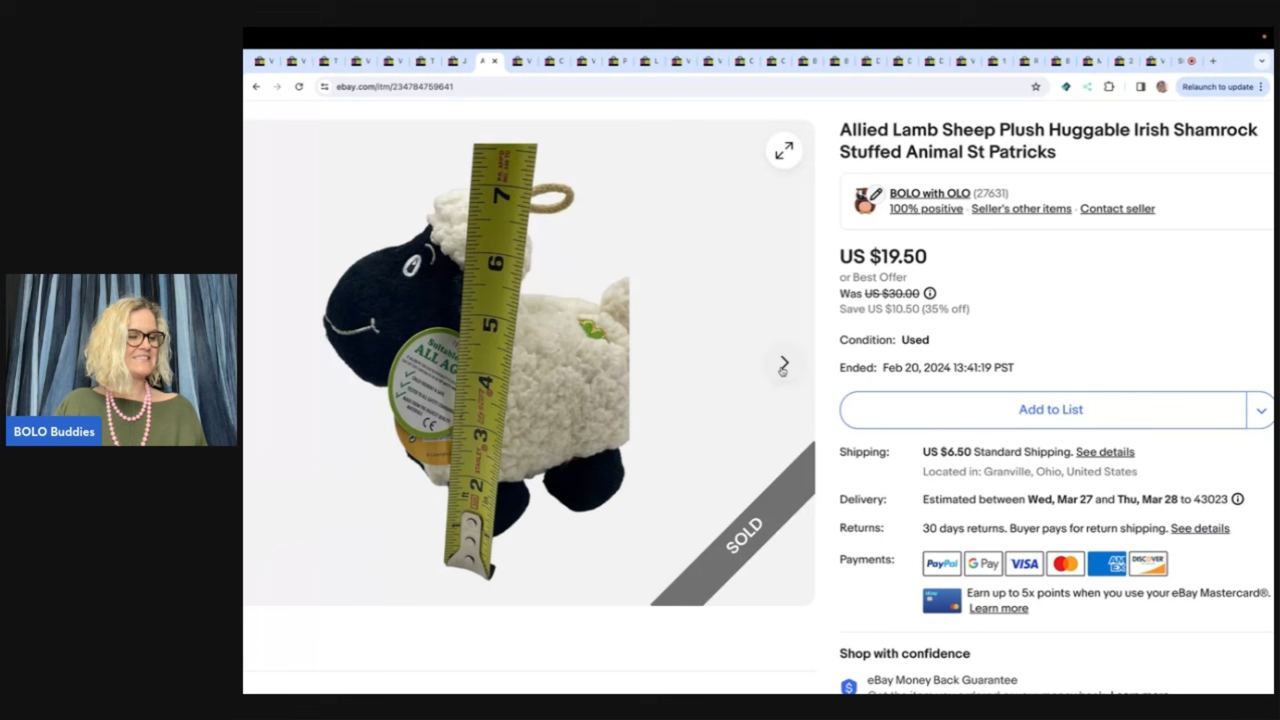 ebay.com/itm/234784759641
Relaunch to update
Allied Lamb Sheep Plush Huggable Irish Shamrock
Stuffed Animal St Patricks
BOLO with OLO (27631)
100% positive · Seller's other items · Contact seller
US $19.50
or Best Offer
Was US $30.00
Save US $10.50 (35% off)
Condition: Used
Ended: Feb 20, 2024 13:41:19 PST
Add to List
Shipping: US $6.50 Standard Shipping. See details
Located in: Granville, Ohio, United States
Delivery: Estimated between Wed, Mar 27 and Thu, Mar 28 to 43023
Returns: 30 days returns. Buyer pays for return shipping. See details
Payments: PayPal G Pay VISA MasterCard AMEX DISCOVER
Earn up to 5x points when you use your eBay Mastercard®.
Learn more
Shop with confidence
eBay Money Back Guarantee
7
6
5
4
3
2
STANLEY
Suitable
ALL AG
CE
SOLD
BOLO Buddies